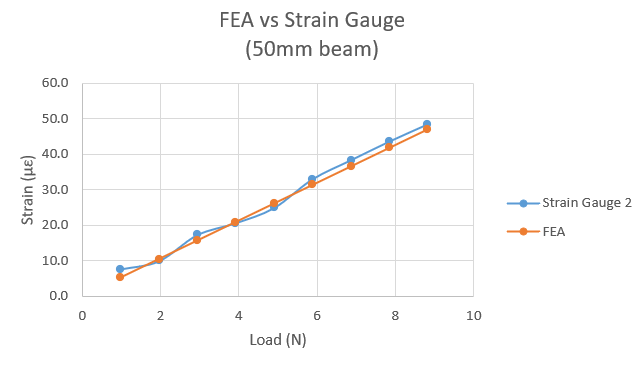 FEA vs Strain Gauge
(50mm beam)
60.0
50.0
40.0
30.0
20.0
10.0
0.0
Strain (µε)
0 2 4 6 8 10
Load (N)
Strain Gauge 2
FEA